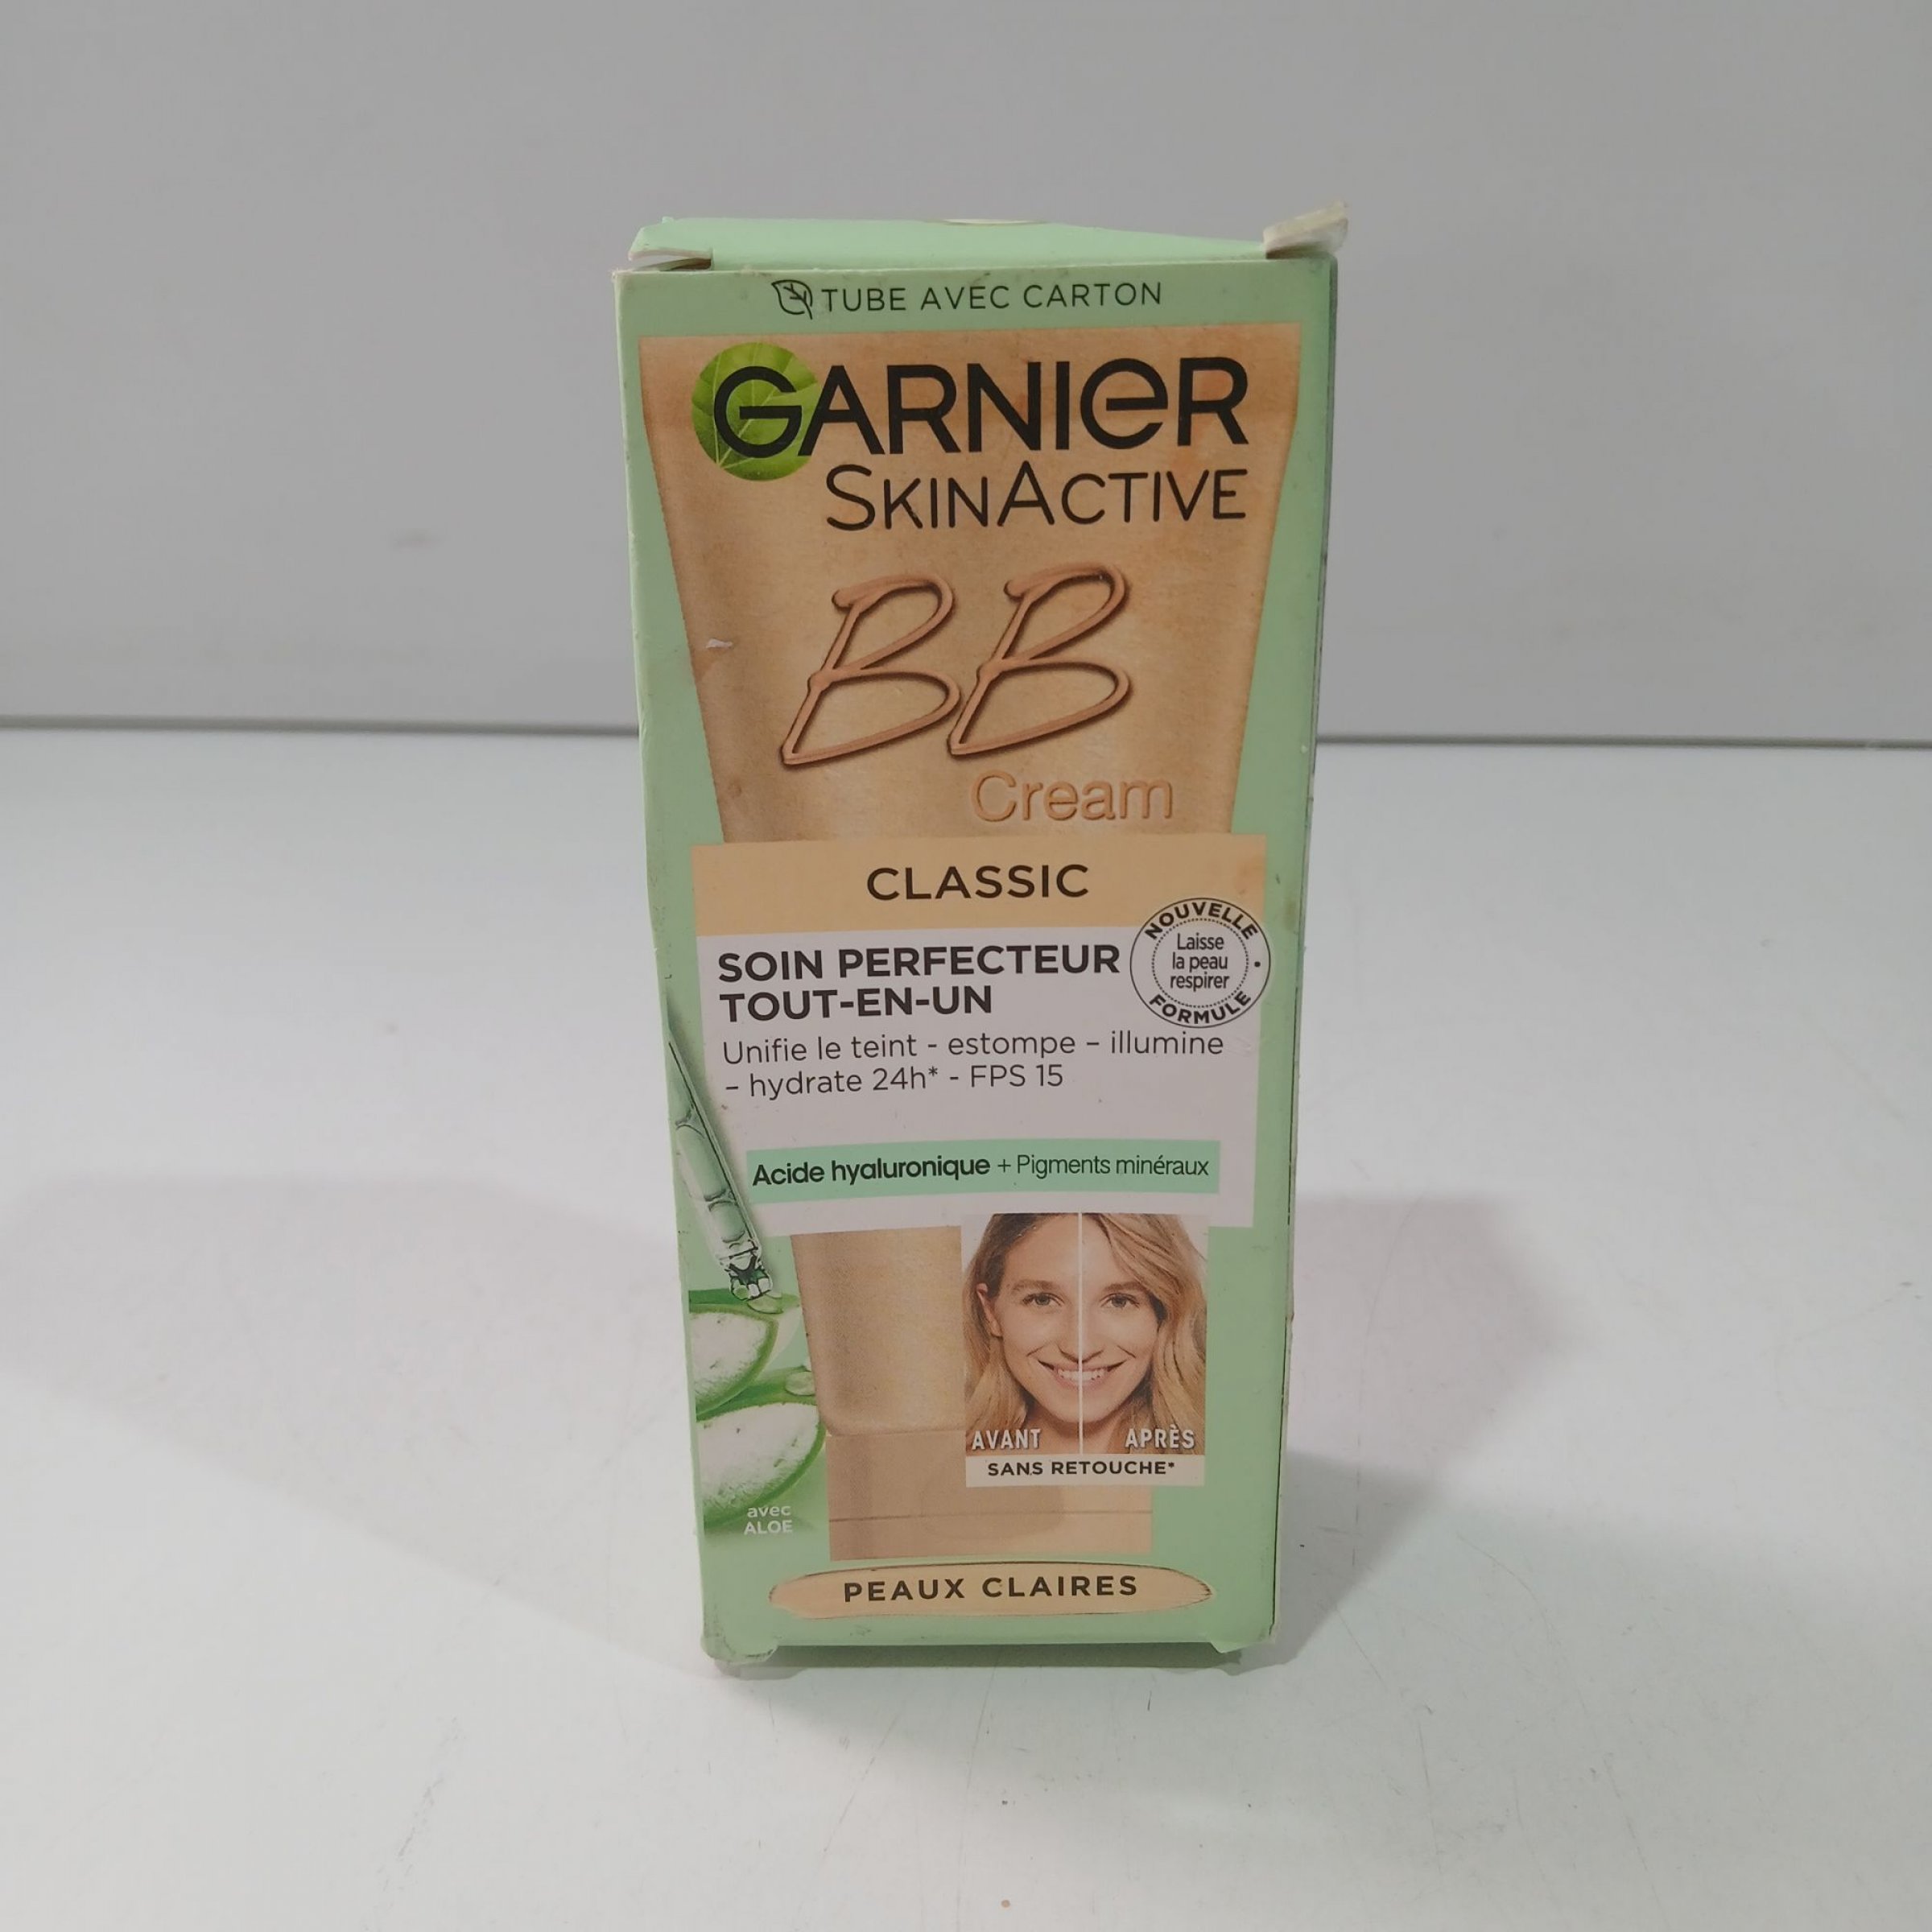 TUBE AVEC CARTON
GARNIER
SKINACTIVE
BB
Cream
CLASSIC
SOIN PERFECTEUR
TOUT-EN-UN
NOUVELLE
Laisse
la peau
respirer
FORMULE
Unifie le teint - estompe – illumine
– hydrate 24h* - FPS 15
Acide hyaluronique + Pigments minéraux
AVANT APRÈS
SANS RETOUCHE*
avec
ALOE
PEAUX CLAIRES